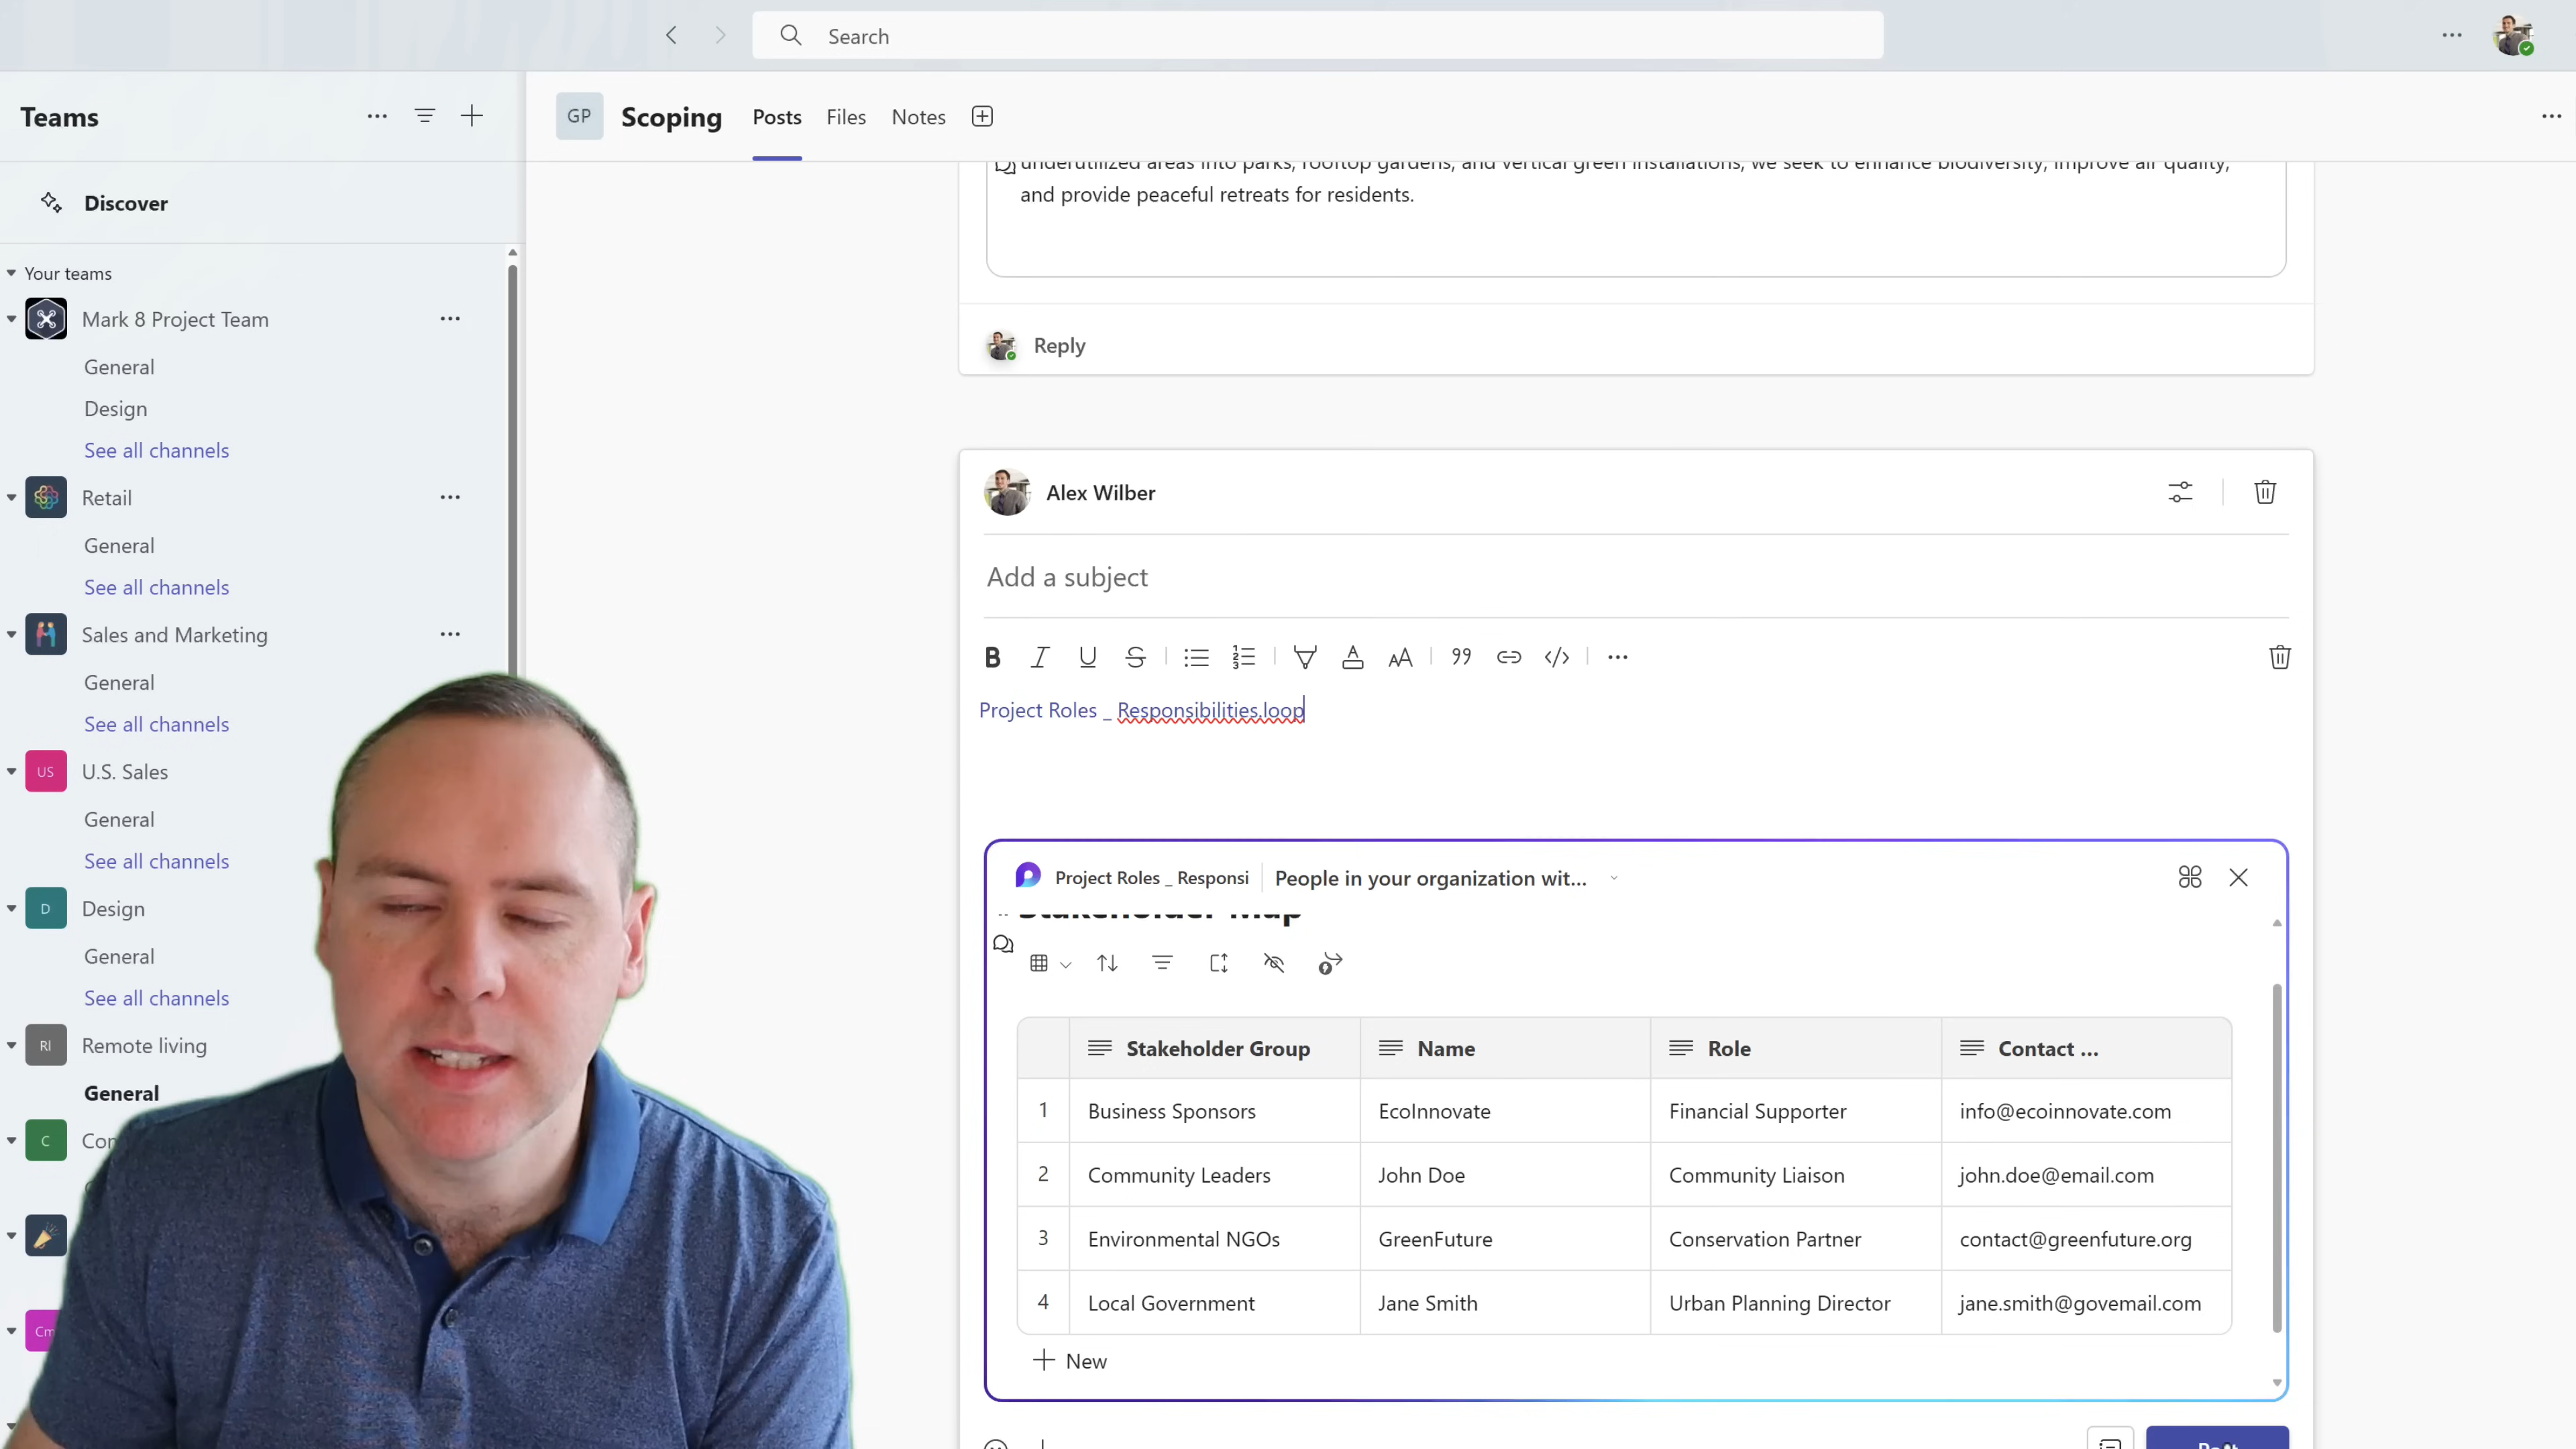 Search
Teams
GP
Scoping
Posts
Files
Notes
Discover
Your teams
Mark 8 Project Team
General
Design
See all channels
Retail
General
See all channels
Sales and Marketing
General
See all channels
US
U.S. Sales
General
See all channels
D
Design
General
See all channels
Rl
Remote living
General
C
Cm
underutilized areas into parks, rooftop gardens, and vertical green installations, we seek to enhance biodiversity, improve air quality,
and provide peaceful retreats for residents.
Reply
Alex Wilber
Add a subject
Project Roles _ Responsibilities.loop
Project Roles _ Responsi
People in your organization wit...
Stakeholder Map
Stakeholder Group Name Role Contact ...
1 Business Sponsors EcoInnovate Financial Supporter info@ecoinnovate.com
2 Community Leaders John Doe Community Liaison john.doe@email.com
3 Environmental NGOs GreenFuture Conservation Partner contact@greenfuture.org
4 Local Government Jane Smith Urban Planning Director jane.smith@govemail.com
New
Post